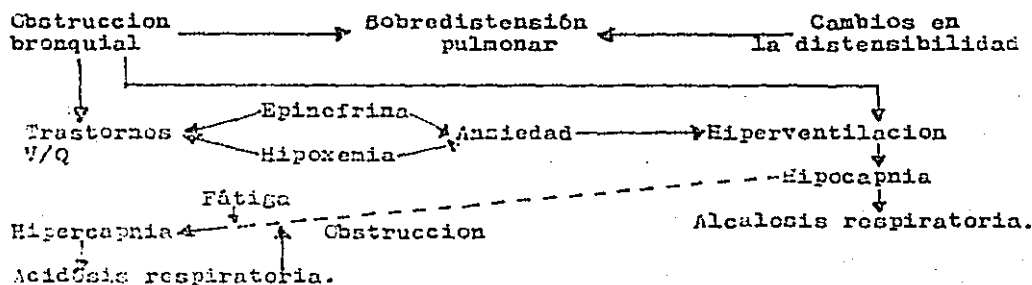 Obstruccion Sobredistensión Cambios en
bronquial pulmonar la distensibilidad
Epinefrina
Trastornos Ansiedad Hiperventilacion
V/Q Hipoxemia
Hipocapnia
Fátiga
Hipercapnia Obstruccion Alcalosis respiratoria.
Acidósis respiratoria.